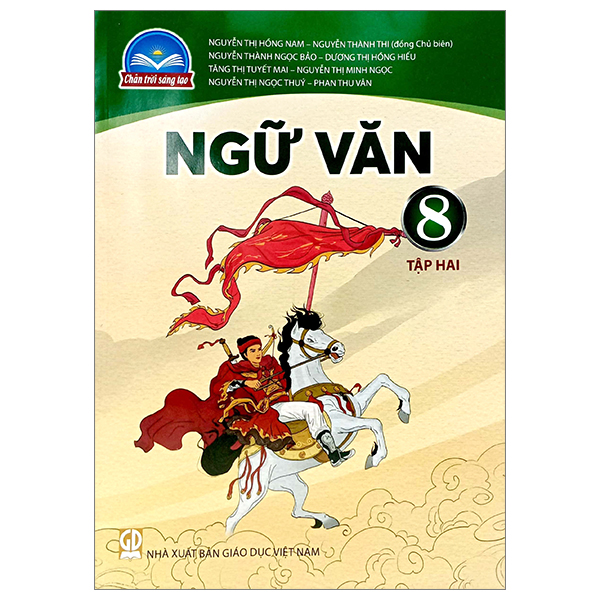 Chân trời sáng tạo
NGUYỄN THỊ HỒNG NAM – NGUYỄN THÀNH THI (đồng Chủ biên)
NGUYỄN THÀNH NGỌC BẢO – DƯƠNG THỊ HỒNG HIẾU
TĂNG THỊ TUYẾT MAI – NGUYỄN THỊ MINH NGỌC
NGUYỄN THỊ NGỌC THUÝ – PHAN THU VÂN
NGỮ VĂN
8
TẬP HAI
GD
NHÀ XUẤT BẢN GIÁO DỤC VIỆT NAM